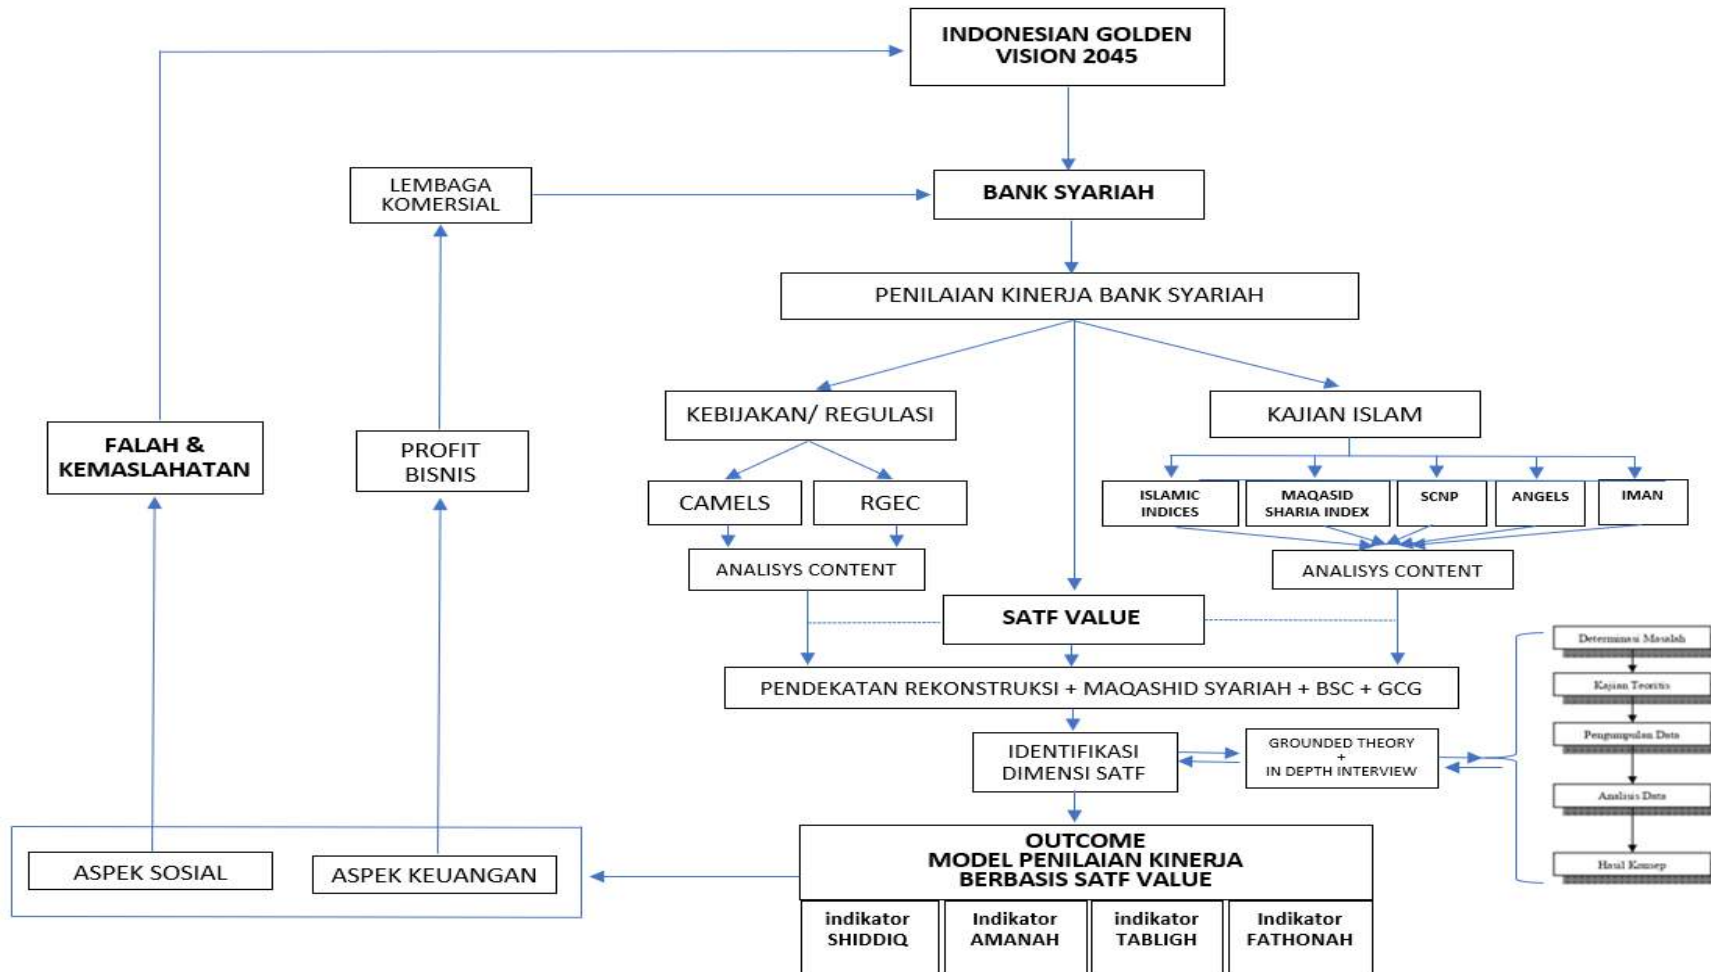 INDONESIAN GOLDEN
VISION 2045
LEMBAGA
KOMERSIAL
BANK SYARIAH
PENILAIAN KINERJA BANK SYARIAH
KEBIJAKAN/ REGULASI
KAJIAN ISLAM
FALAH &
KEMASLAHATAN
PROFIT
BISNIS
CAMELS
RGEC
ISLAMIC
INDICES
MAQASID
SHARIA INDEX
SCNP
ANGELS
IMAN
ANALISYS CONTENT
ANALISYS CONTENT
SATF VALUE
PENDEKATAN REKONSTRUKSI + MAQASHID SYARIAH + BSC + GCG
IDENTIFIKASI
DIMENSI SATF
GROUNDED THEORY
+
IN DEPTH INTERVIEW
Determinasi Masalah
Kajian Teoritis
Pengumpulan Data
Analisis Data
Hasil Konsep
ASPEK SOSIAL
ASPEK KEUANGAN
OUTCOME
MODEL PENILAIAN KINERJA
BERBASIS SATF VALUE
indikator
SHIDDIQ
Indikator
AMANAH
indikator
TABLIGH
Indikator
FATHONAH